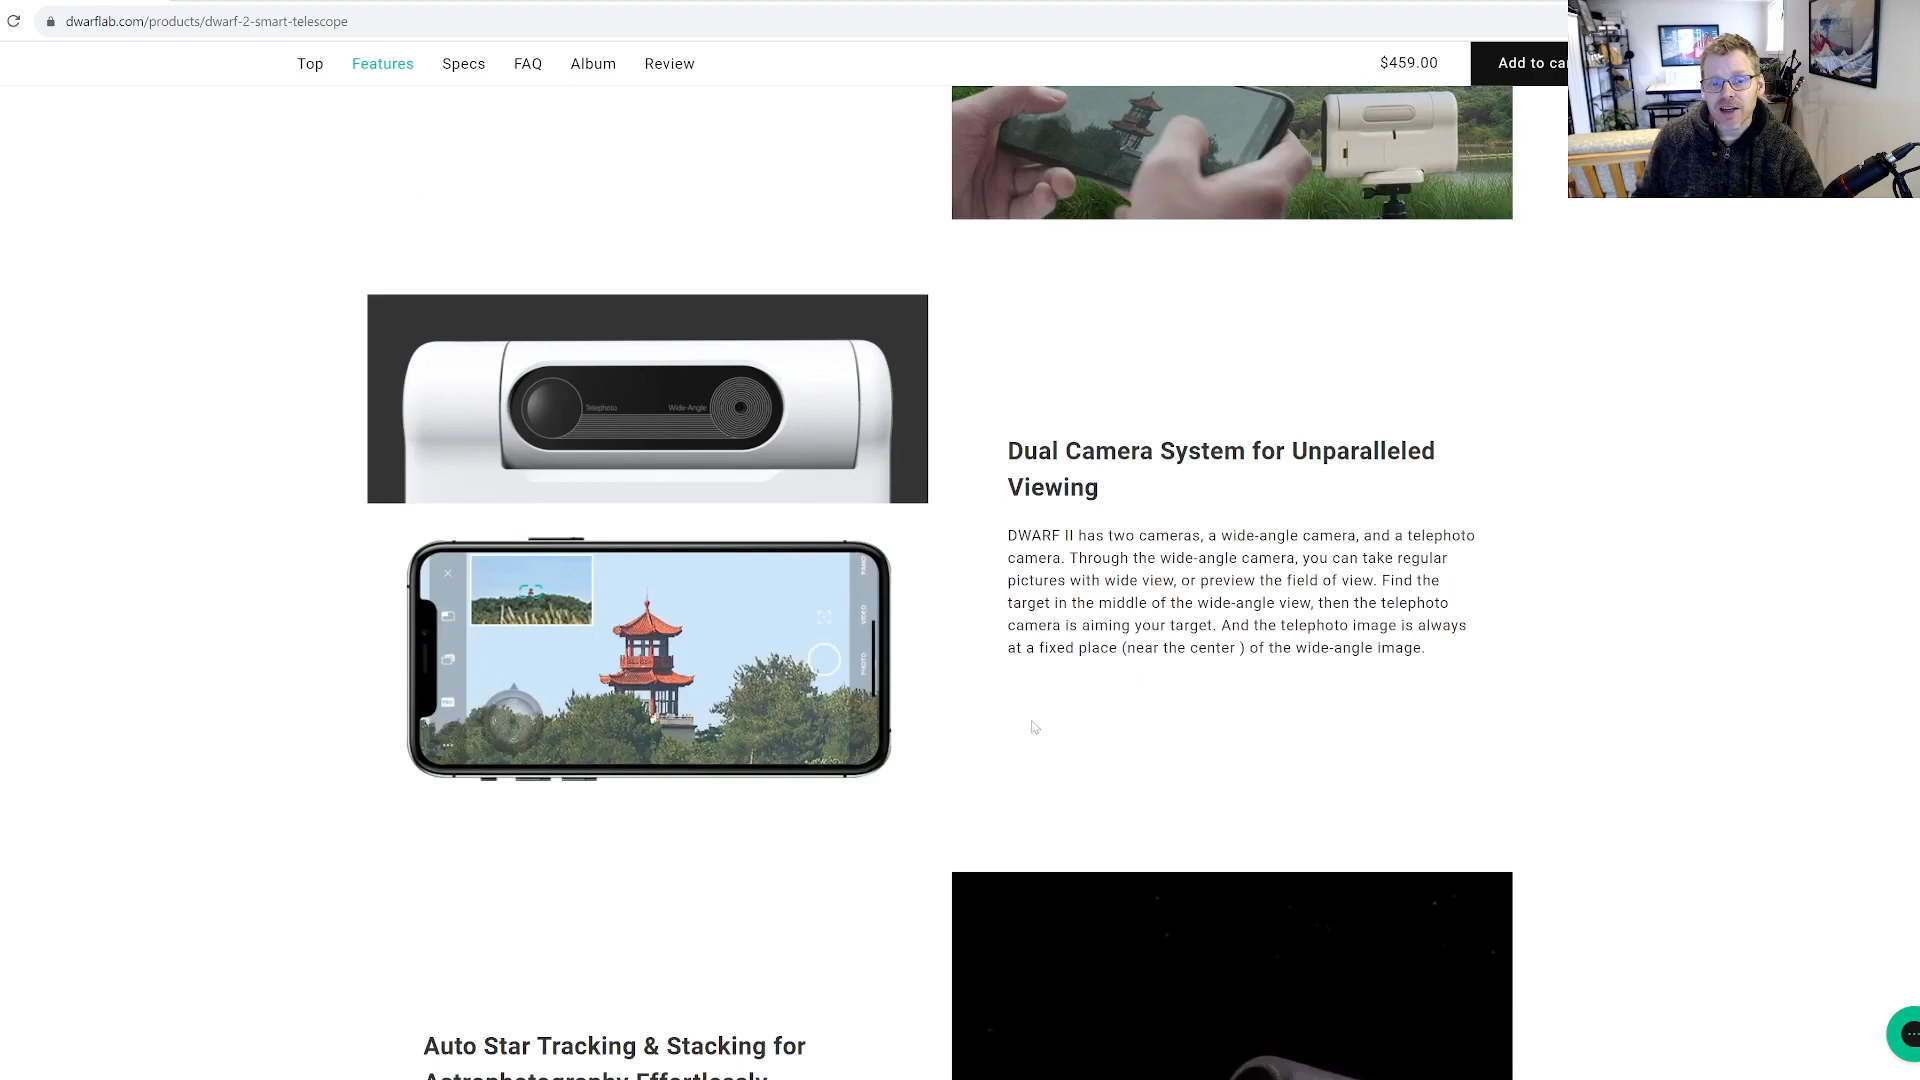 dwarflab.com/products/dwarf-2-smart-telescope
Top Features Specs FAQ Album Review $459.00 Add to ca
Telephoto Wide-Angle
PHOTO VIDEO PANO
Dual Camera System for Unparalleled
Viewing
DWARF II has two cameras, a wide-angle camera, and a telephoto
camera. Through the wide-angle camera, you can take regular
pictures with wide view, or preview the field of view. Find the
target in the middle of the wide-angle view, then the telephoto
camera is aiming your target. And the telephoto image is always
at a fixed place (near the center ) of the wide-angle image.
Auto Star Tracking & Stacking for
Astrophotography Effortlessly